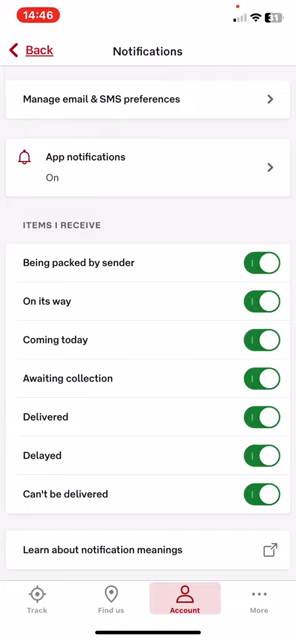 14:46
31
Back
Notifications
Manage email & SMS preferences
App notifications
On
ITEMS I RECEIVE
Being packed by sender
On its way
Coming today
Awaiting collection
Delivered
Delayed
Can't be delivered
Learn about notification meanings
Track
Find us
Account
More